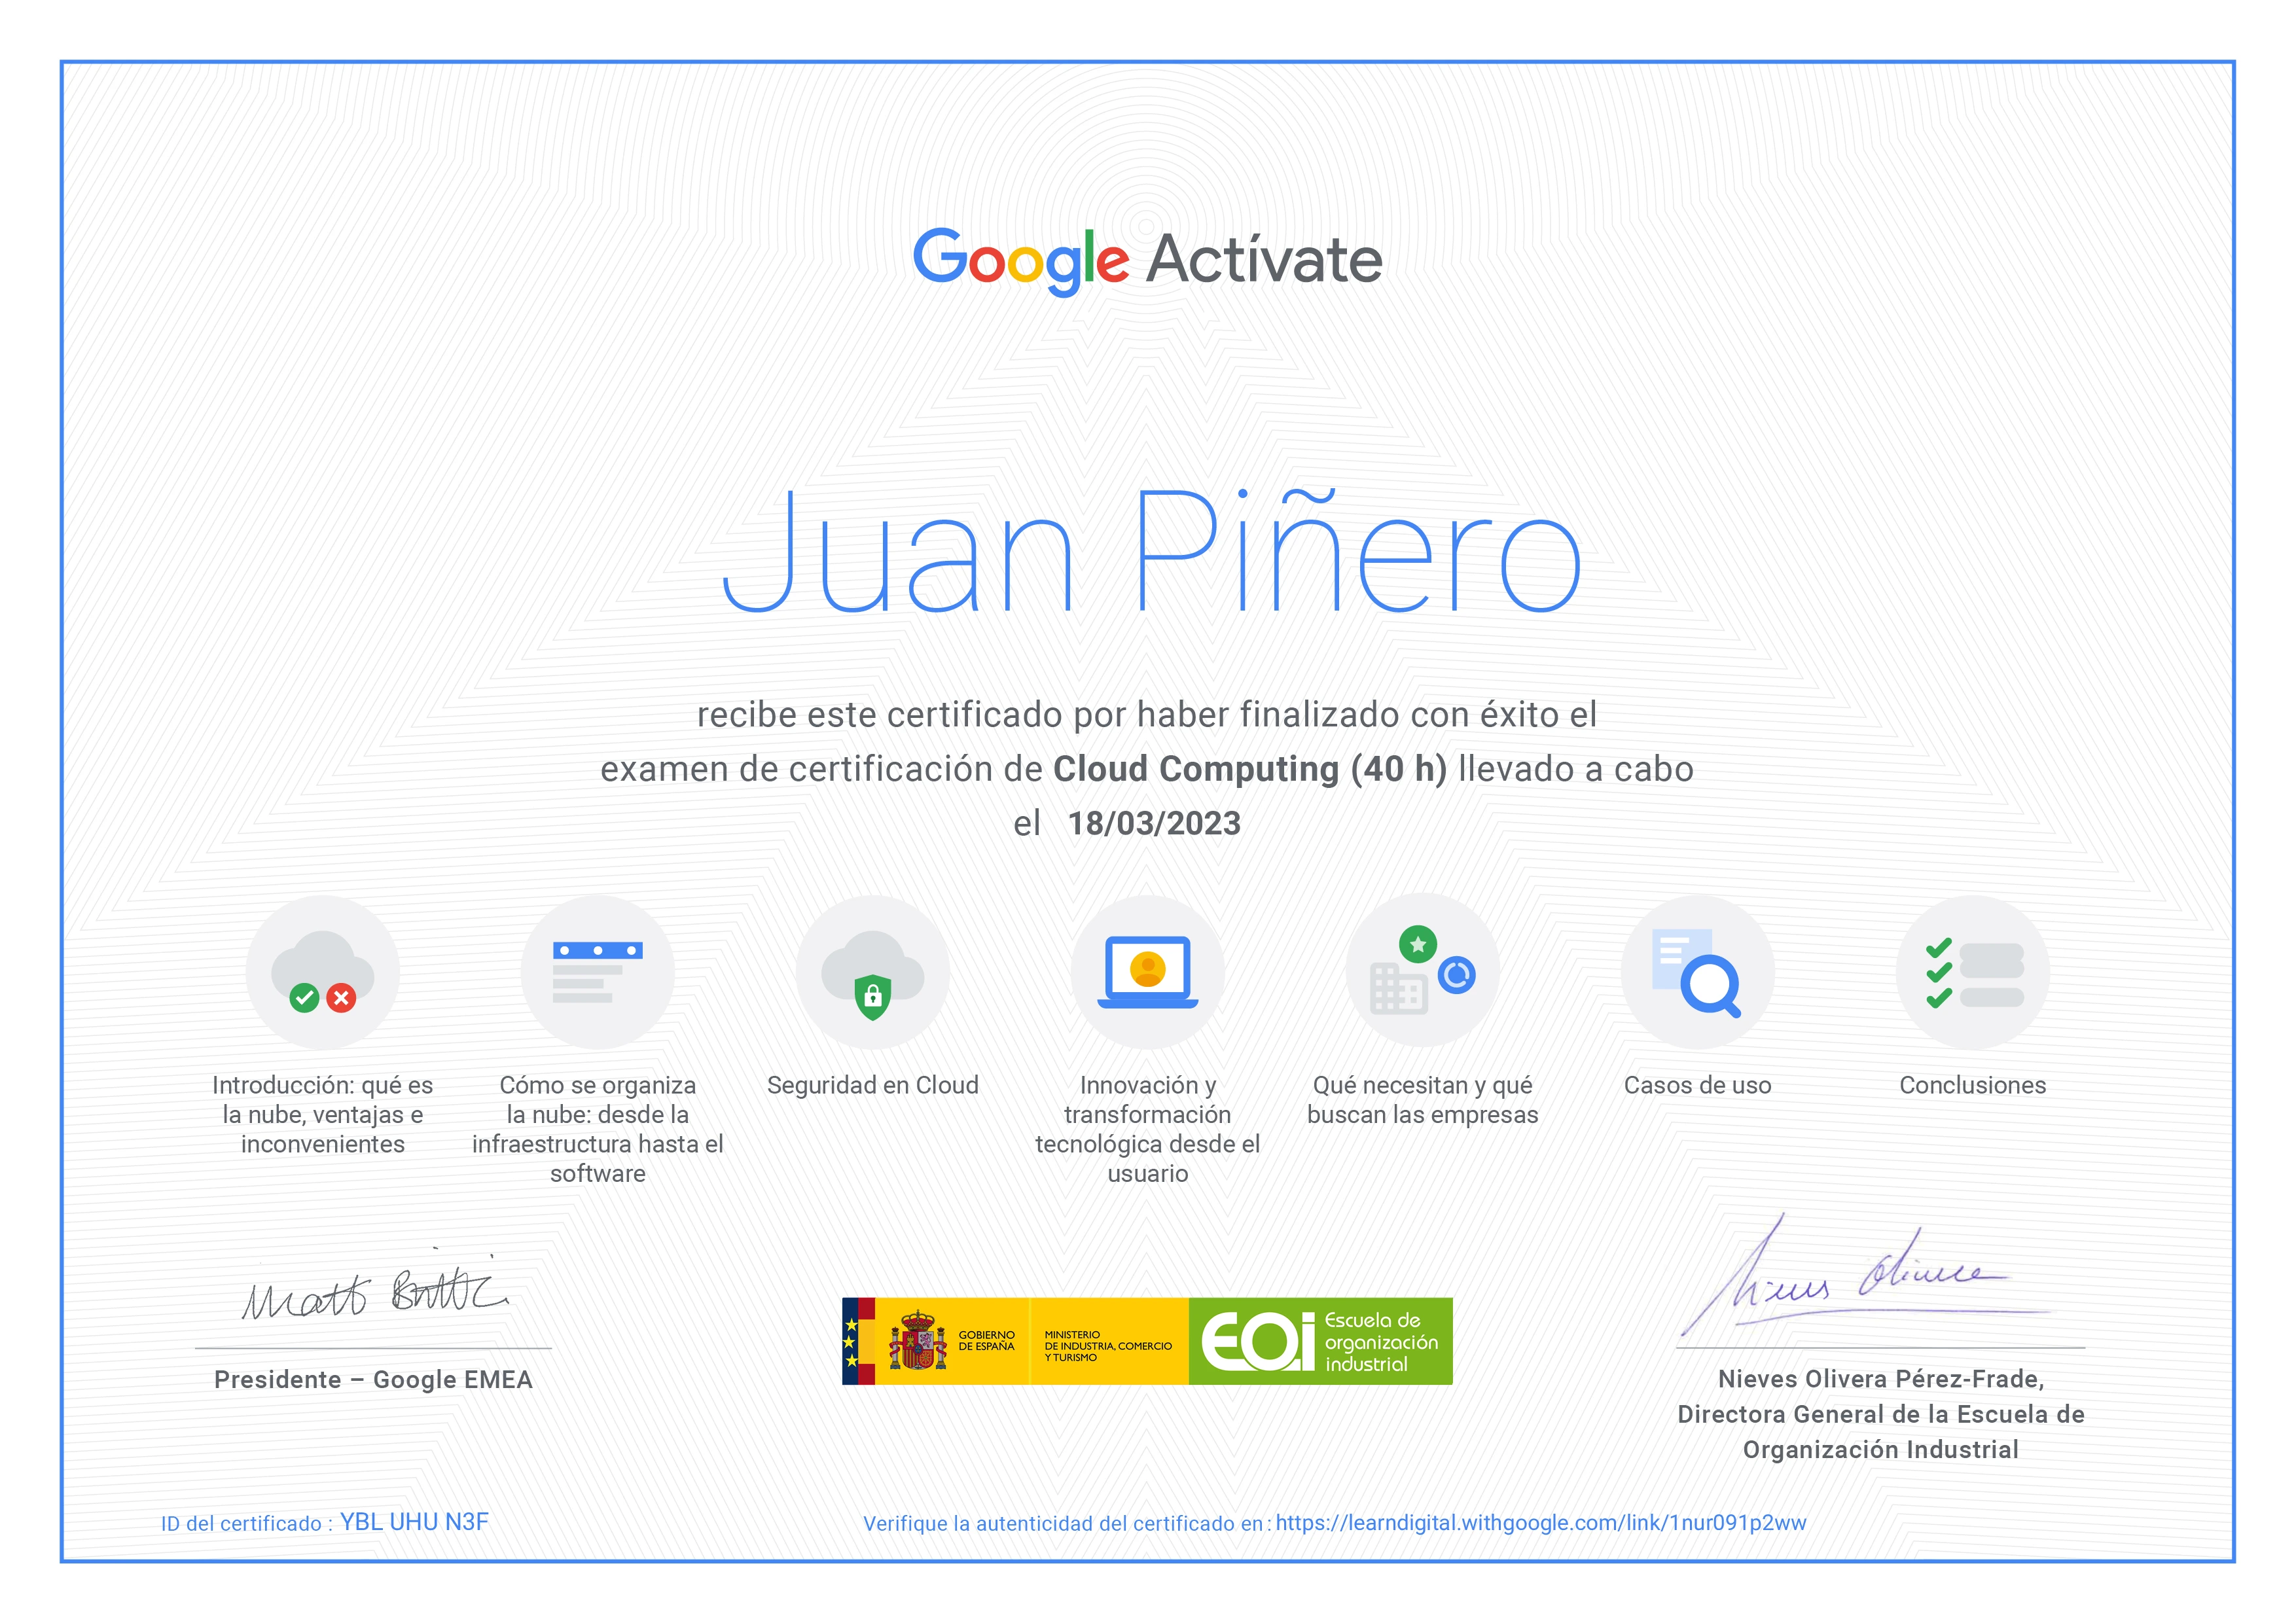 Google Actívate
Juan Piñero
recibe este certificado por haber finalizado con éxito el
examen de certificación de Cloud Computing (40 h) llevado a cabo
el 18/03/2023
Introducción: qué es
la nube, ventajas e
inconvenientes
Cómo se organiza
la nube: desde la
infraestructura hasta el
software
Seguridad en Cloud
Innovación y
transformación
tecnológica desde el
usuario
Qué necesitan y qué
buscan las empresas
Casos de uso
Conclusiones
Matt Brittin
Presidente – Google EMEA
GOBIERNO
DE ESPAÑA
MINISTERIO
DE INDUSTRIA, COMERCIO
Y TURISMO
EOI
Escuela de
organización
industrial
Nieves Olivera
Nieves Olivera Pérez-Frade,
Directora General de la Escuela de
Organización Industrial
ID del certificado : YBL UHU N3F
Verifique la autenticidad del certificado en : https://learndigital.withgoogle.com/link/1nur091p2ww